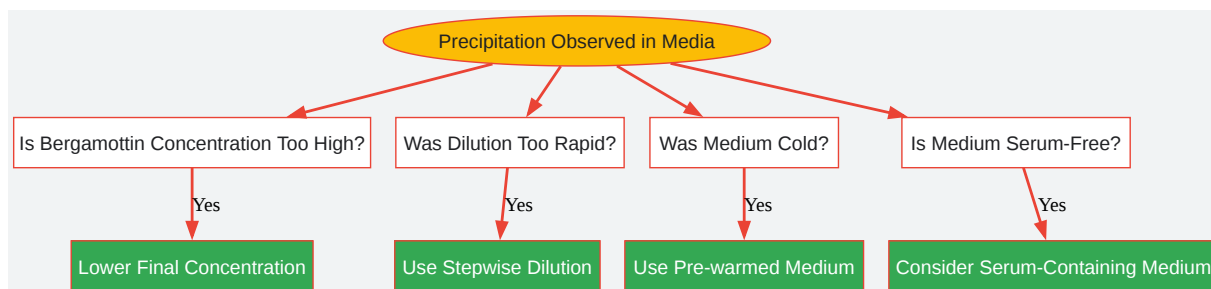 Precipitation Observed in Media
Is Bergamottin Concentration Too High?
Was Dilution Too Rapid?
Was Medium Cold?
Is Medium Serum-Free?
Yes
Yes
Yes
Yes
Lower Final Concentration
Use Stepwise Dilution
Use Pre-warmed Medium
Consider Serum-Containing Medium